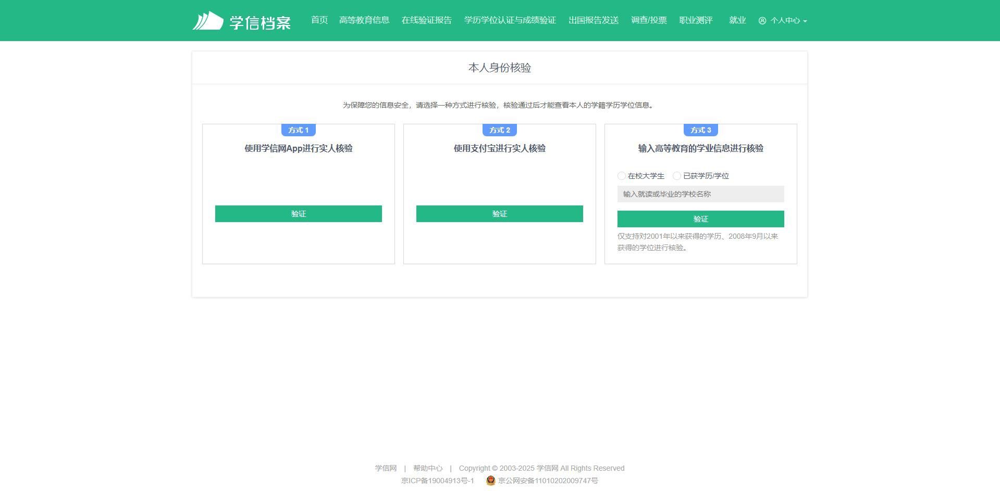 学信档案
首页 高等教育信息 在线验证报告 学历学位认证与成绩验证 出国报告发送 调查/投票 职业测评 就业 个人中心
本人身份核验
为保障您的信息安全，请选择一种方式进行核验，核验通过后才能查看本人的学籍学历学位信息。
方式 1
使用学信网App进行实人核验
验证
方式 2
使用支付宝进行实人核验
验证
方式 3
输入高等教育的学业信息进行核验
在校大学生 已获学历/学位
输入就读或毕业的学校名称
验证
仅支持对2001年以来获得的学历、2008年9月以来
获得的学位进行核验。
学信网 | 帮助中心 | Copyright © 2003-2025 学信网 All Rights Reserved
京ICP备19004913号-1 京公网安备11010202009747号